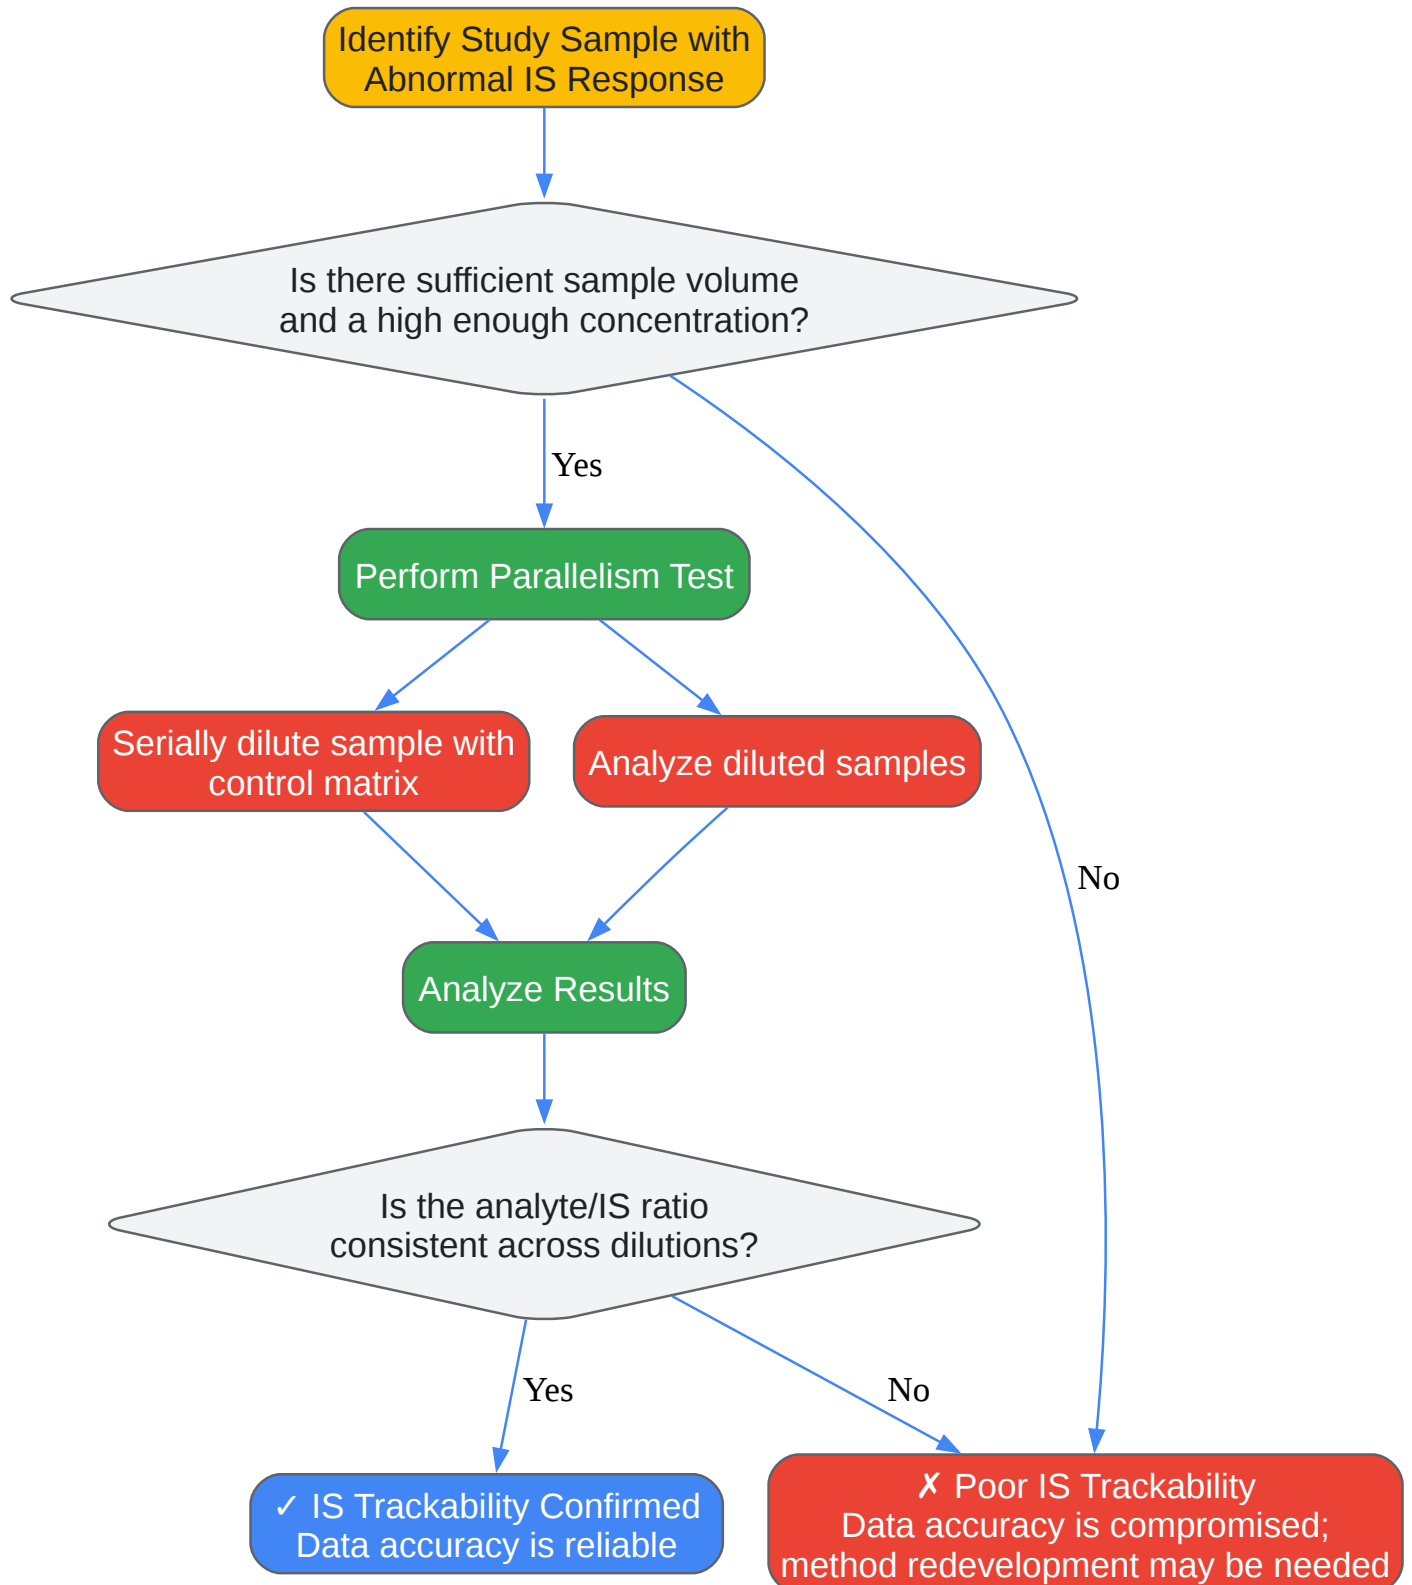 Identify Study Sample with
Abnormal IS Response
Is there sufficient sample volume
and a high enough concentration?
Yes
Perform Parallelism Test
Serially dilute sample with
control matrix
Analyze diluted samples
No
Analyze Results
Is the analyte/IS ratio
consistent across dilutions?
Yes
No
✓ IS Trackability Confirmed
Data accuracy is reliable
✗ Poor IS Trackability
Data accuracy is compromised;
method redevelopment may be needed